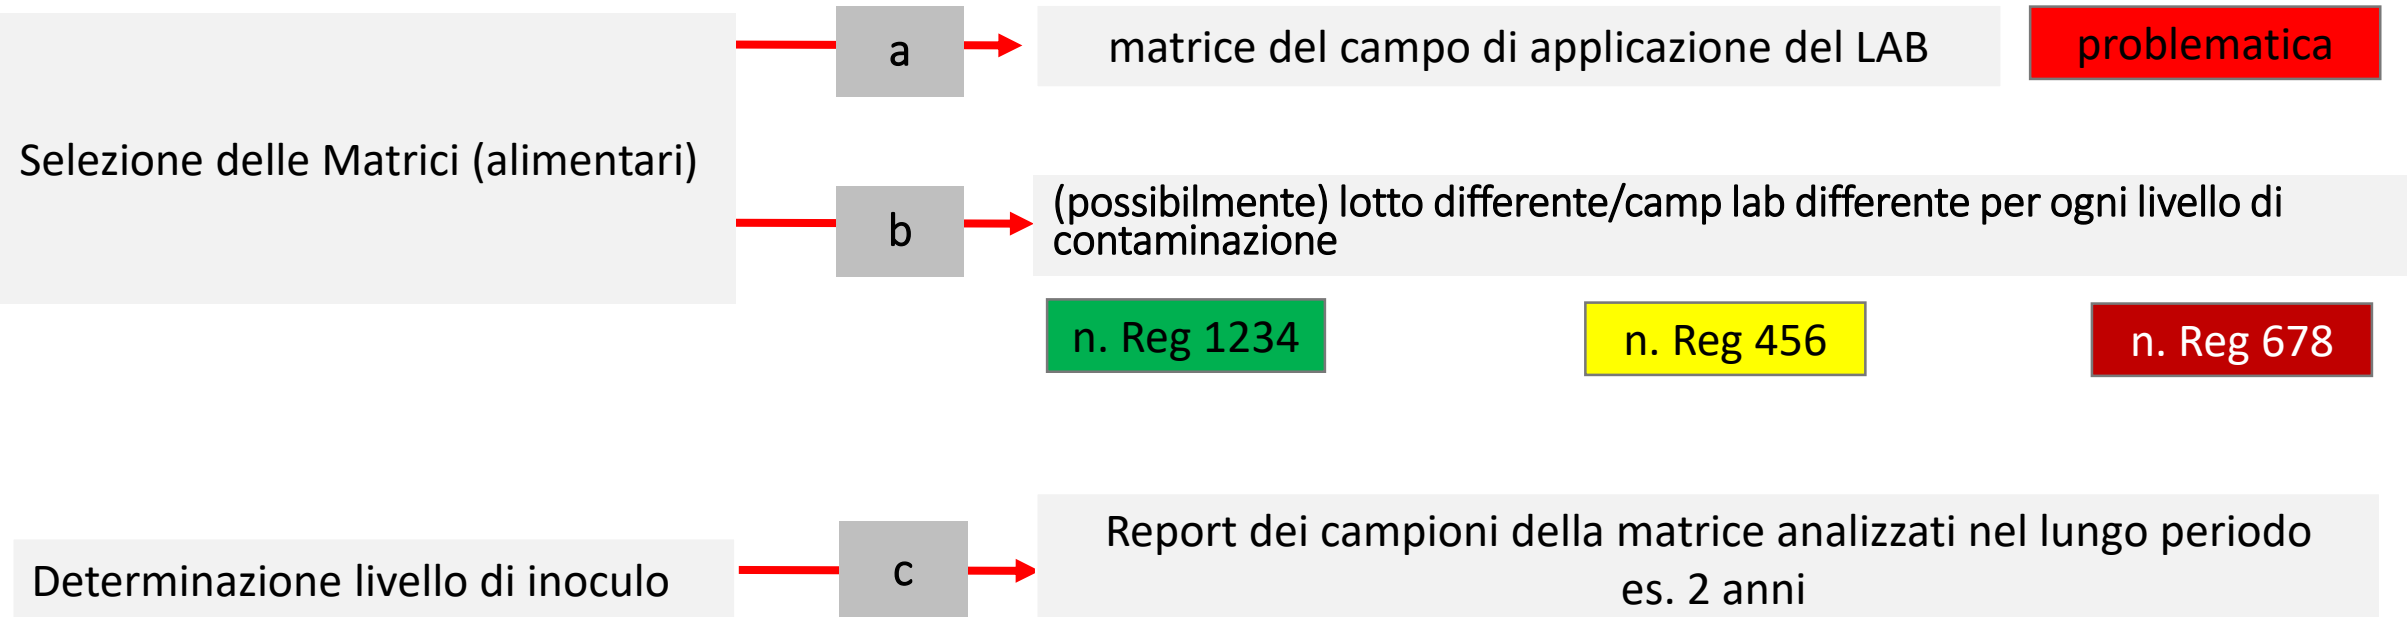 a
matrice del campo di applicazione del LAB
problematica
Selezione delle Matrici (alimentari)
b
(possibilmente) lotto differente/camp lab differente per ogni livello di
contaminazione
n. Reg 1234
n. Reg 456
n. Reg 678
Determinazione livello di inoculo
c
Report dei campioni della matrice analizzati nel lungo periodo
es. 2 anni